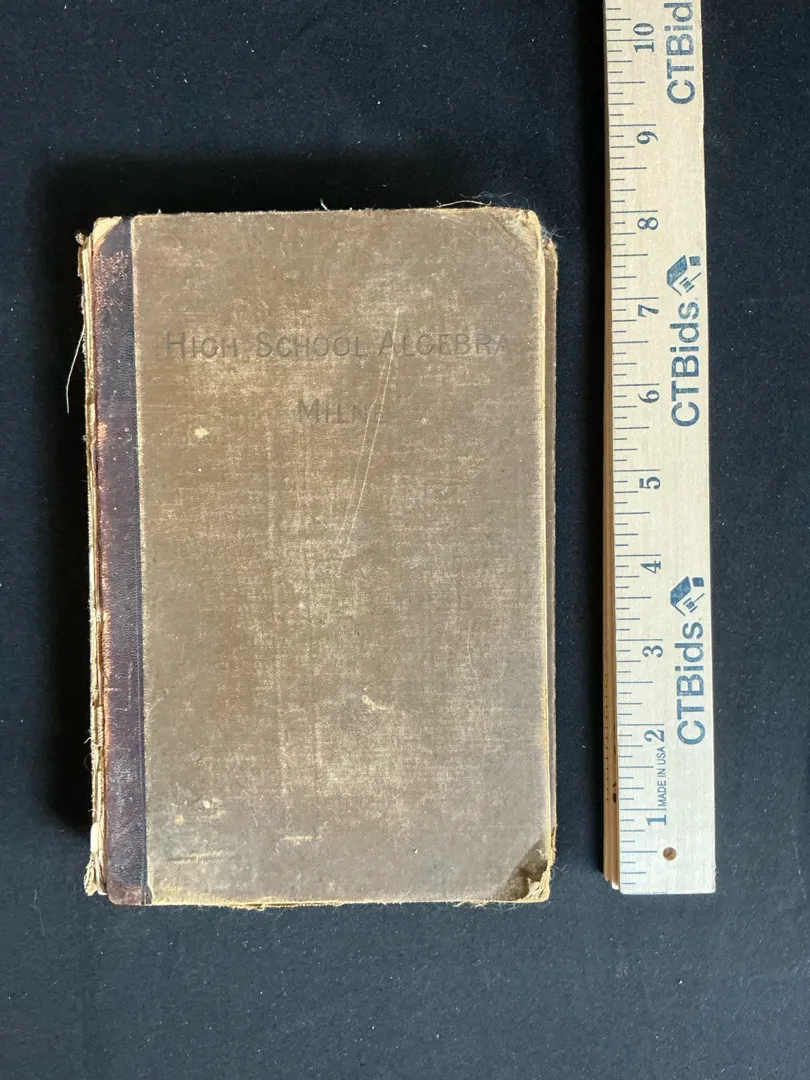 HIGH SCHOOL ALGEBRA
MILNE
10
9
8
7
6
5
4
3
2
1
MADE IN USA
CTBid
CTBids
CTBids